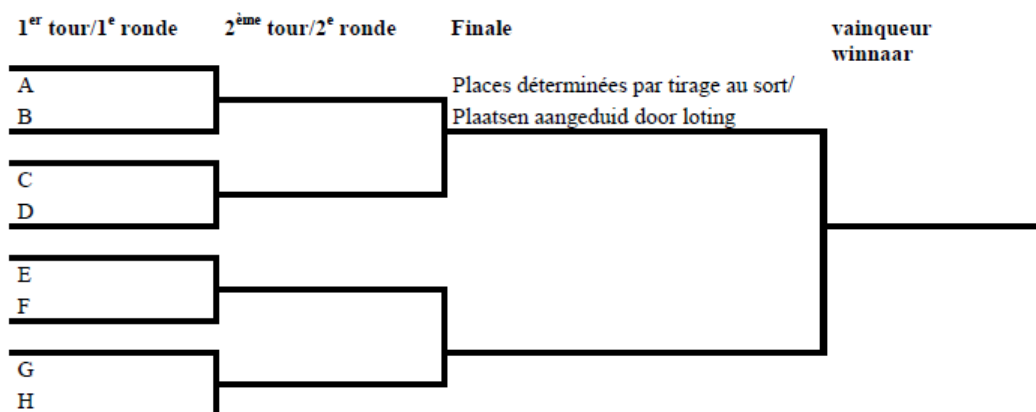 1er tour/1e ronde 2ème tour/2e ronde Finale vainqueur
winnaar
A
B
Places déterminées par tirage au sort/
Plaatsen aangeduid door loting
C
D
E
F
G
H